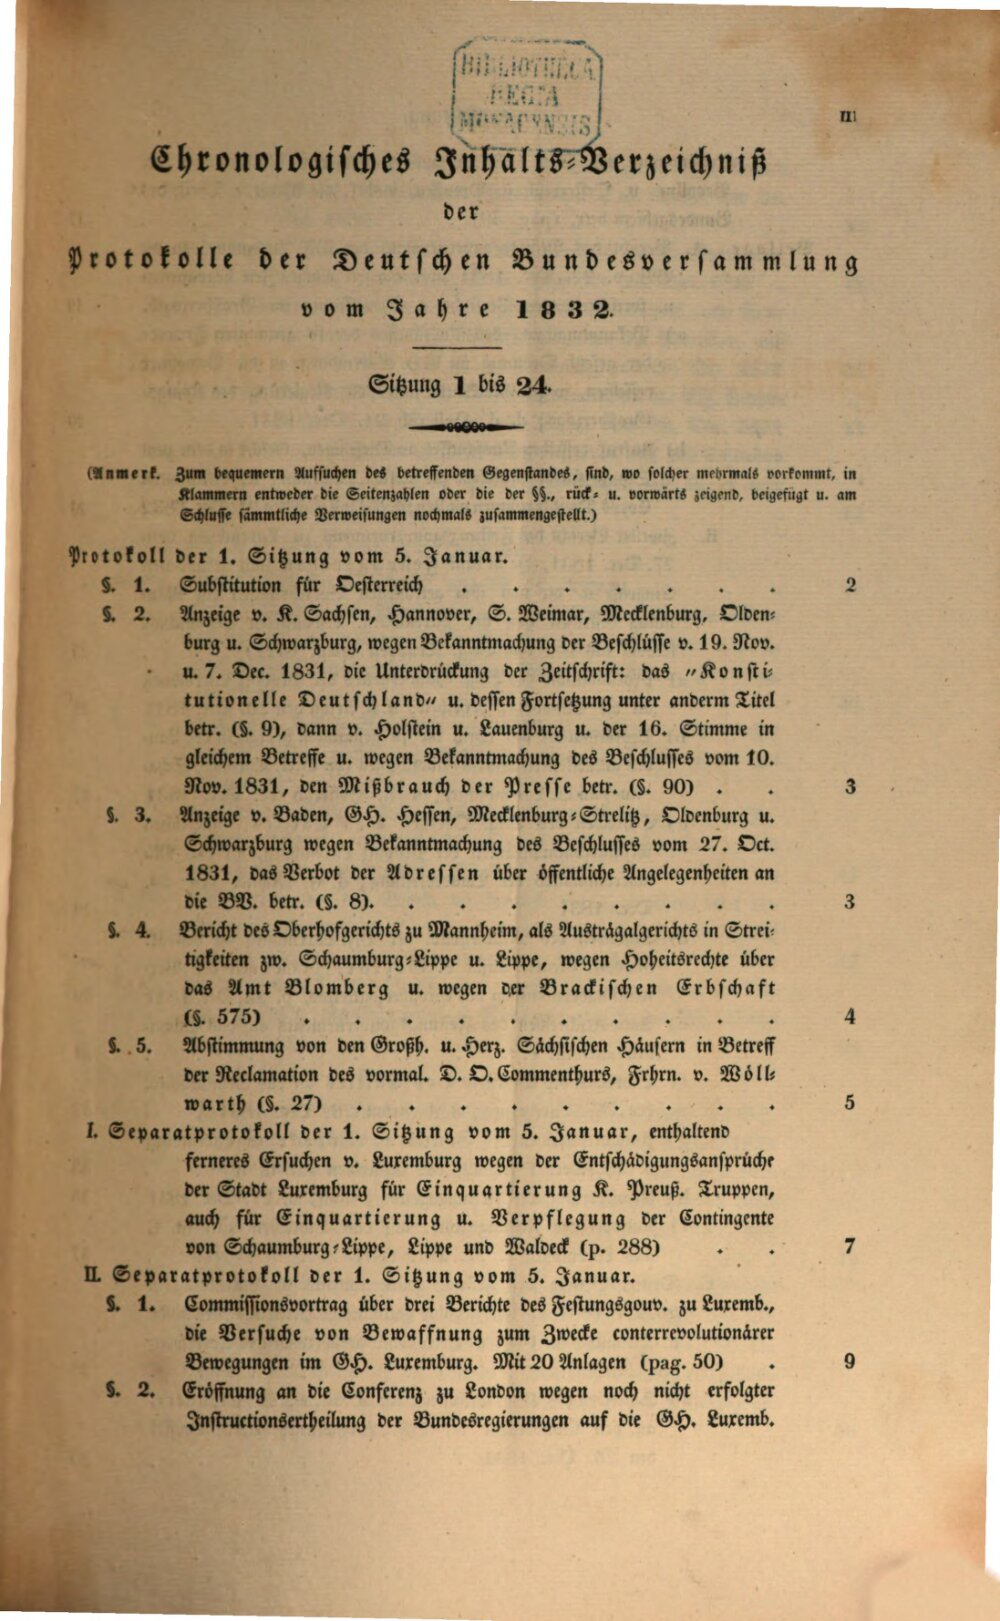 BIBLIOTHECA
REGIA
MONACENSIS
III
Chronologisches Inhalts-Verzeichniß
der
Protokolle der Deutschen Bundesversammlung
vom Jahre 1832.
Sitzung 1 bis 24.
(Anmerk. Zum bequemern Aufsuchen des betreffenden Gegenstandes, sind, wo solcher mehrmals vorkommt, in
Klammern entweder die Seitenzahlen oder die der §§., rück- u. vorwärts zeigend, beigefügt u. am
Schlusse sämmtliche Verweisungen nochmals zusammengestellt.)
Protokoll der 1. Sitzung vom 5. Januar.
§. 1. Substitution für Oesterreich . . . . . . . 2
§. 2. Anzeige v. K. Sachsen, Hannover, S. Weimar, Mecklenburg, Olden-
burg u. Schwarzburg, wegen Bekanntmachung der Beschlüsse v. 19. Nov.
u. 7. Dec. 1831, die Unterdrückung der Zeitschrift: das „Konsti-
tutionelle Deutschland" u. dessen Fortsetzung unter anderm Titel
betr. (§. 9), dann v. Holstein u. Lauenburg u. der 16. Stimme in
gleichem Betreffe u. wegen Bekanntmachung des Beschlusses vom 10.
Nov. 1831, den Mißbrauch der Presse betr. (§. 90) . . 3
§. 3. Anzeige v. Baden, GH. Hessen, Mecklenburg-Strelitz, Oldenburg u.
Schwarzburg wegen Bekanntmachung des Beschlusses vom 27. Oct.
1831, das Verbot der Adressen über öffentliche Angelegenheiten an
die BV. betr. (§. 8). . . . . . . . . 3
§. 4. Bericht des Oberhofgerichts zu Mannheim, als Austrägalgerichts in Strei-
tigkeiten zw. Schaumburg-Lippe u. Lippe, wegen Hoheitsrechte über
das Amt Blomberg u. wegen der Brackischen Erbschaft
(§. 575) . . . . . . . . . . 4
§. 5. Abstimmung von den Großh. u. Herz. Sächsischen Häusern in Betreff
der Reclamation des vormal. D. O. Commenthurs, Frhrn. v. Wöll-
warth (§. 27) . . . . . . . . . 5
I. Separatprotokoll der 1. Sitzung vom 5. Januar, enthaltend
ferneres Ersuchen v. Luxemburg wegen der Entschädigungsansprüche
der Stadt Luxemburg für Einquartierung K. Preuß. Truppen,
auch für Einquartierung u. Verpflegung der Contingente
von Schaumburg-Lippe, Lippe und Waldeck (p. 288) . . 7
II. Separatprotokoll der 1. Sitzung vom 5. Januar.
§. 1. Commissionsvortrag über drei Berichte des Festungsgouv. zu Luxemb.,
die Versuche von Bewaffnung zum Zwecke conterrevolutionärer
Bewegungen im GH. Luxemburg. Mit 20 Anlagen (pag. 50) . 9
§. 2. Eröffnung an die Conferenz zu London wegen noch nicht erfolgter
Instructionsertheilung der Bundesregierungen auf die GH. Luxemb.